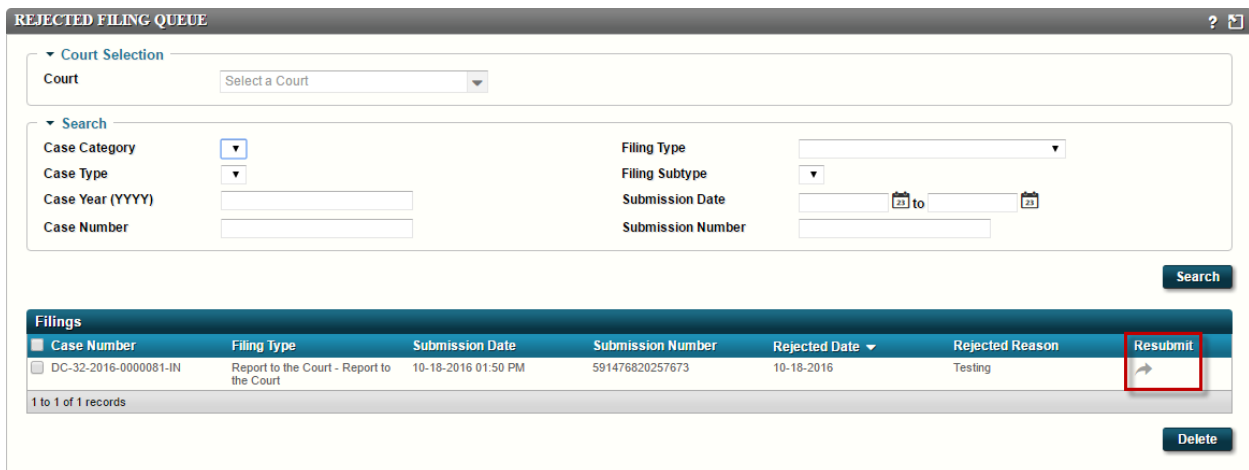 REJECTED FILING QUEUE ?
Court Selection
Court Select a Court
Search
Case Category Filing Type
Case Type Filing Subtype
Case Year (YYYY) Submission Date 23 to 23
Case Number Submission Number
Search
Filings
Case Number Filing Type Submission Date Submission Number Rejected Date Rejected Reason Resubmit
DC-32-2016-0000081-IN Report to the Court - Report to 10-18-2016 01:50 PM 591476820257673 10-18-2016 Testing
the Court
1 to 1 of 1 records
Delete